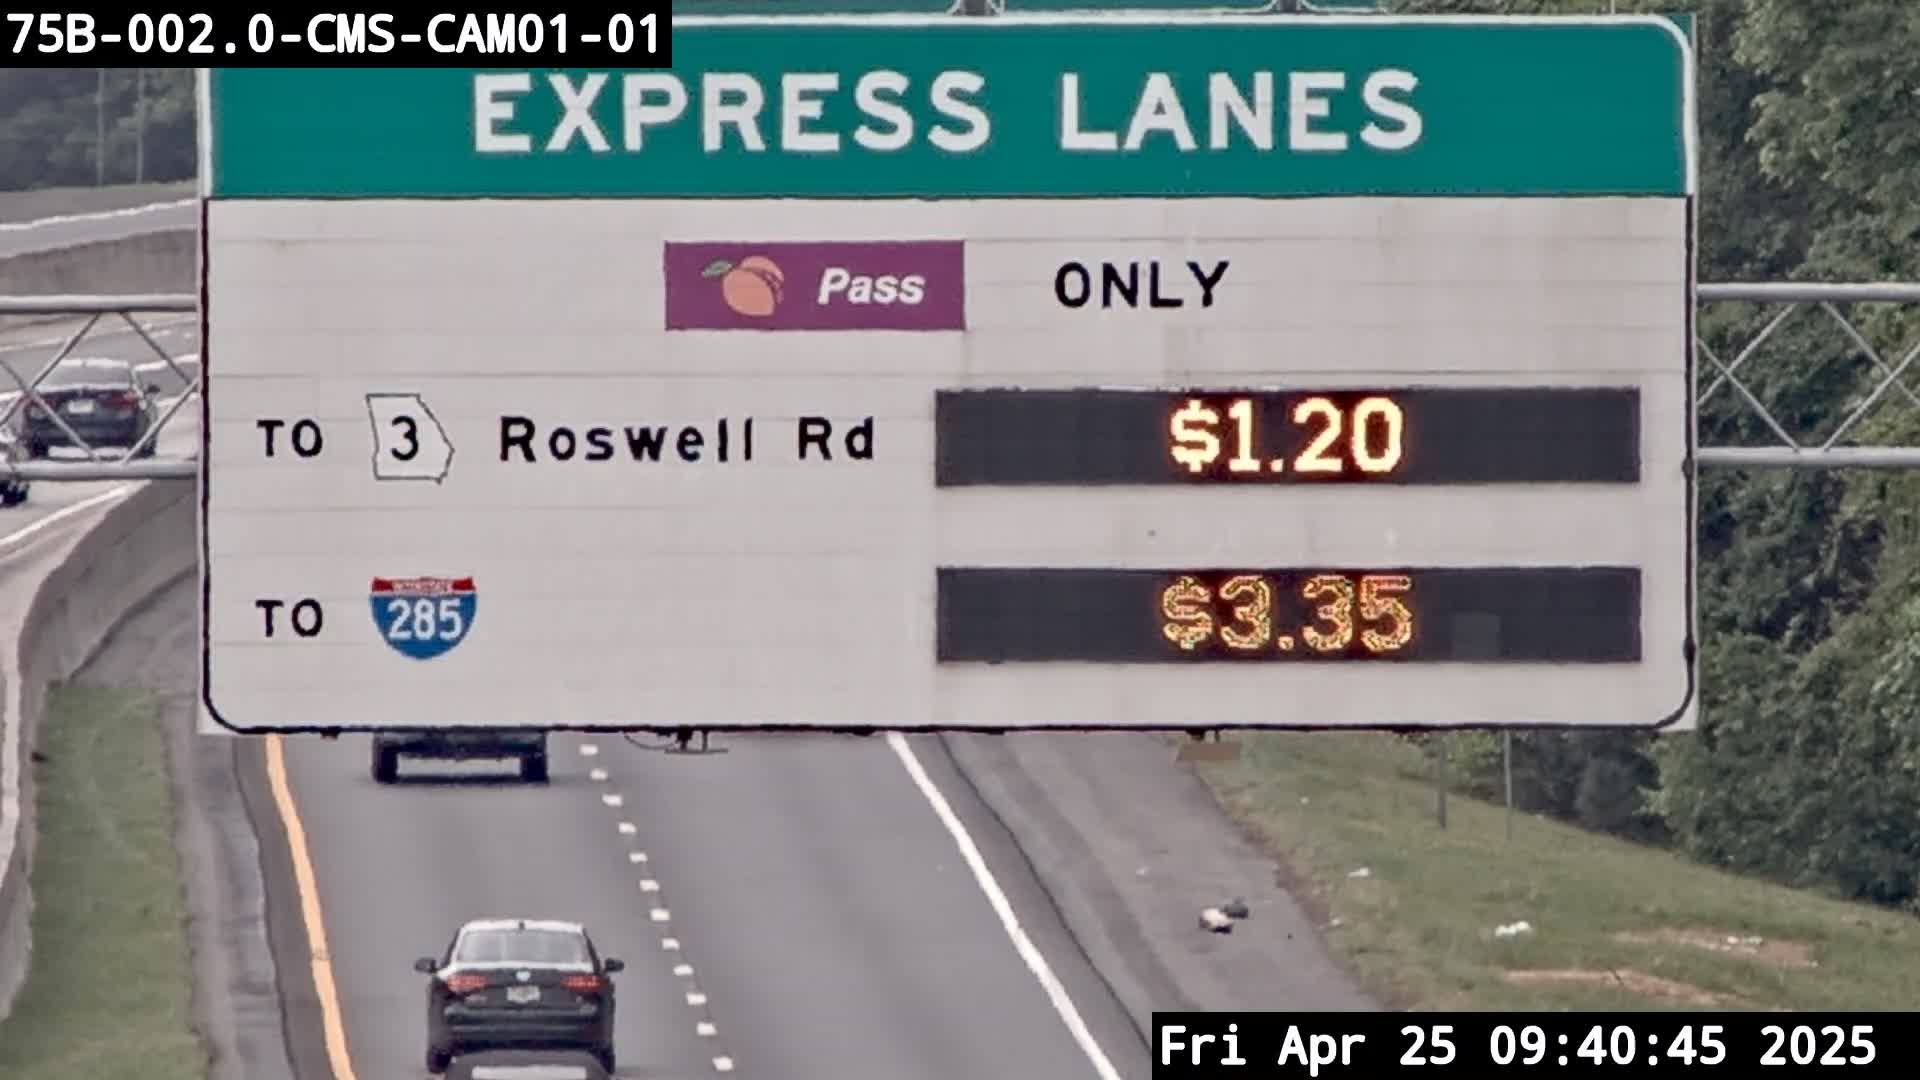 75B-002.0-CMS-CAM01-01
EXPRESS LANES
Pass ONLY
TO 3 Roswell Rd $1.20
TO INTERSTATE 285 $3.35
Fri Apr 25 09:40:45 2025